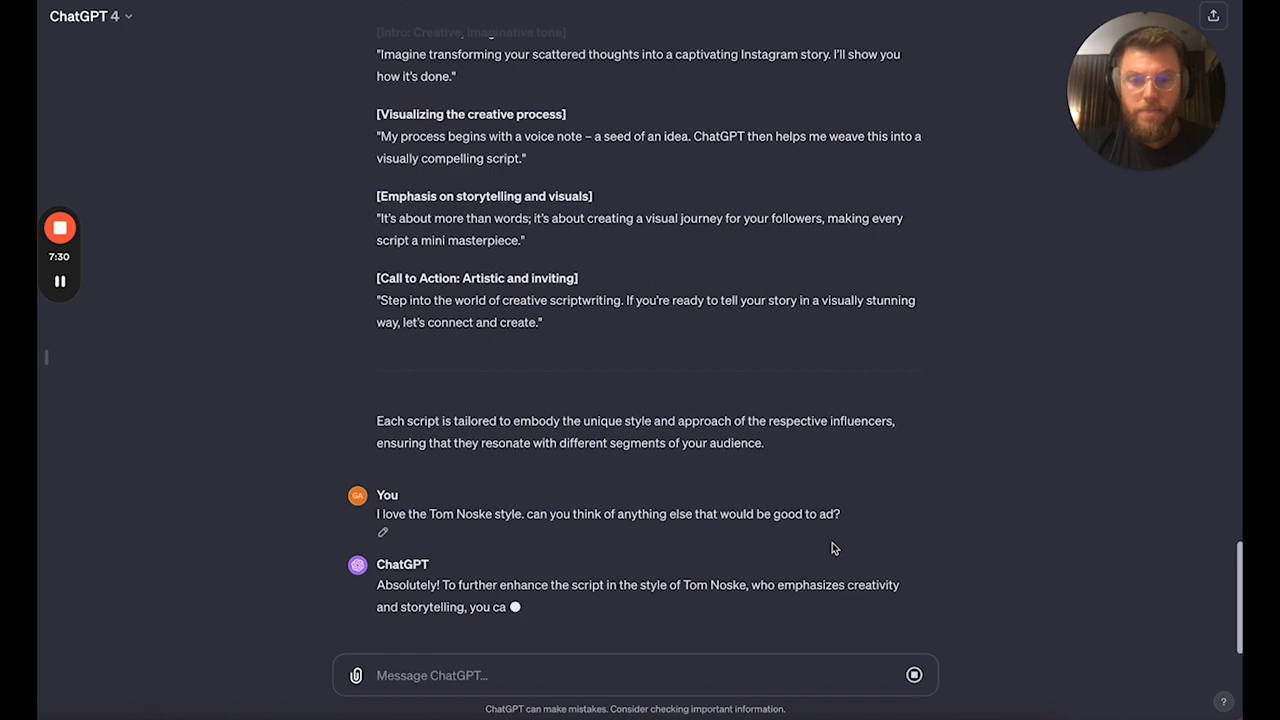 ChatGPT 4
[Intro: Creative, imaginative tone]
"Imagine transforming your scattered thoughts into a captivating Instagram story. I'll show you
how it's done."
[Visualizing the creative process]
"My process begins with a voice note – a seed of an idea. ChatGPT then helps me weave this into a
visually compelling script."
[Emphasis on storytelling and visuals]
"It's about more than words; it's about creating a visual journey for your followers, making every
script a mini masterpiece."
7:30
[Call to Action: Artistic and inviting]
"Step into the world of creative scriptwriting. If you're ready to tell your story in a visually stunning
way, let's connect and create."
Each script is tailored to embody the unique style and approach of the respective influencers,
ensuring that they resonate with different segments of your audience.
GA
You
I love the Tom Noske style. can you think of anything else that would be good to ad?
ChatGPT
Absolutely! To further enhance the script in the style of Tom Noske, who emphasizes creativity
and storytelling, you ca
Message ChatGPT...
ChatGPT can make mistakes. Consider checking important information.
?